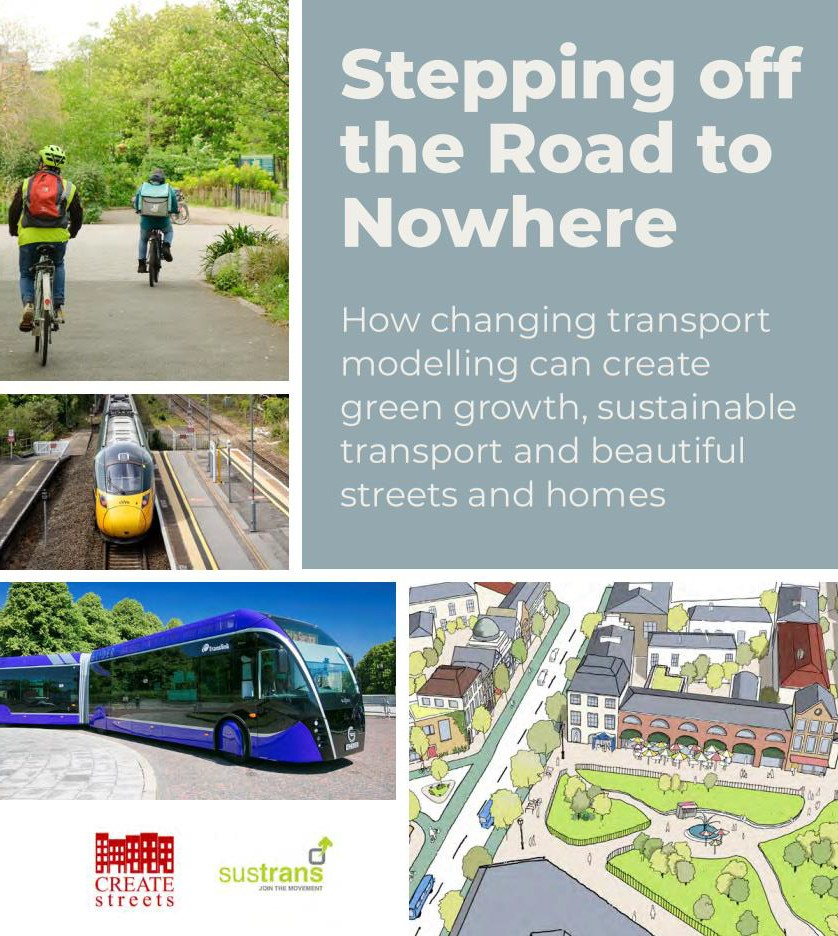 Stepping off
the Road to
Nowhere
How changing transport
modelling can create
green growth, sustainable
transport and beautiful
streets and homes
Translink
CREATE
streets
sustrans
JOIN THE MOVEMENT